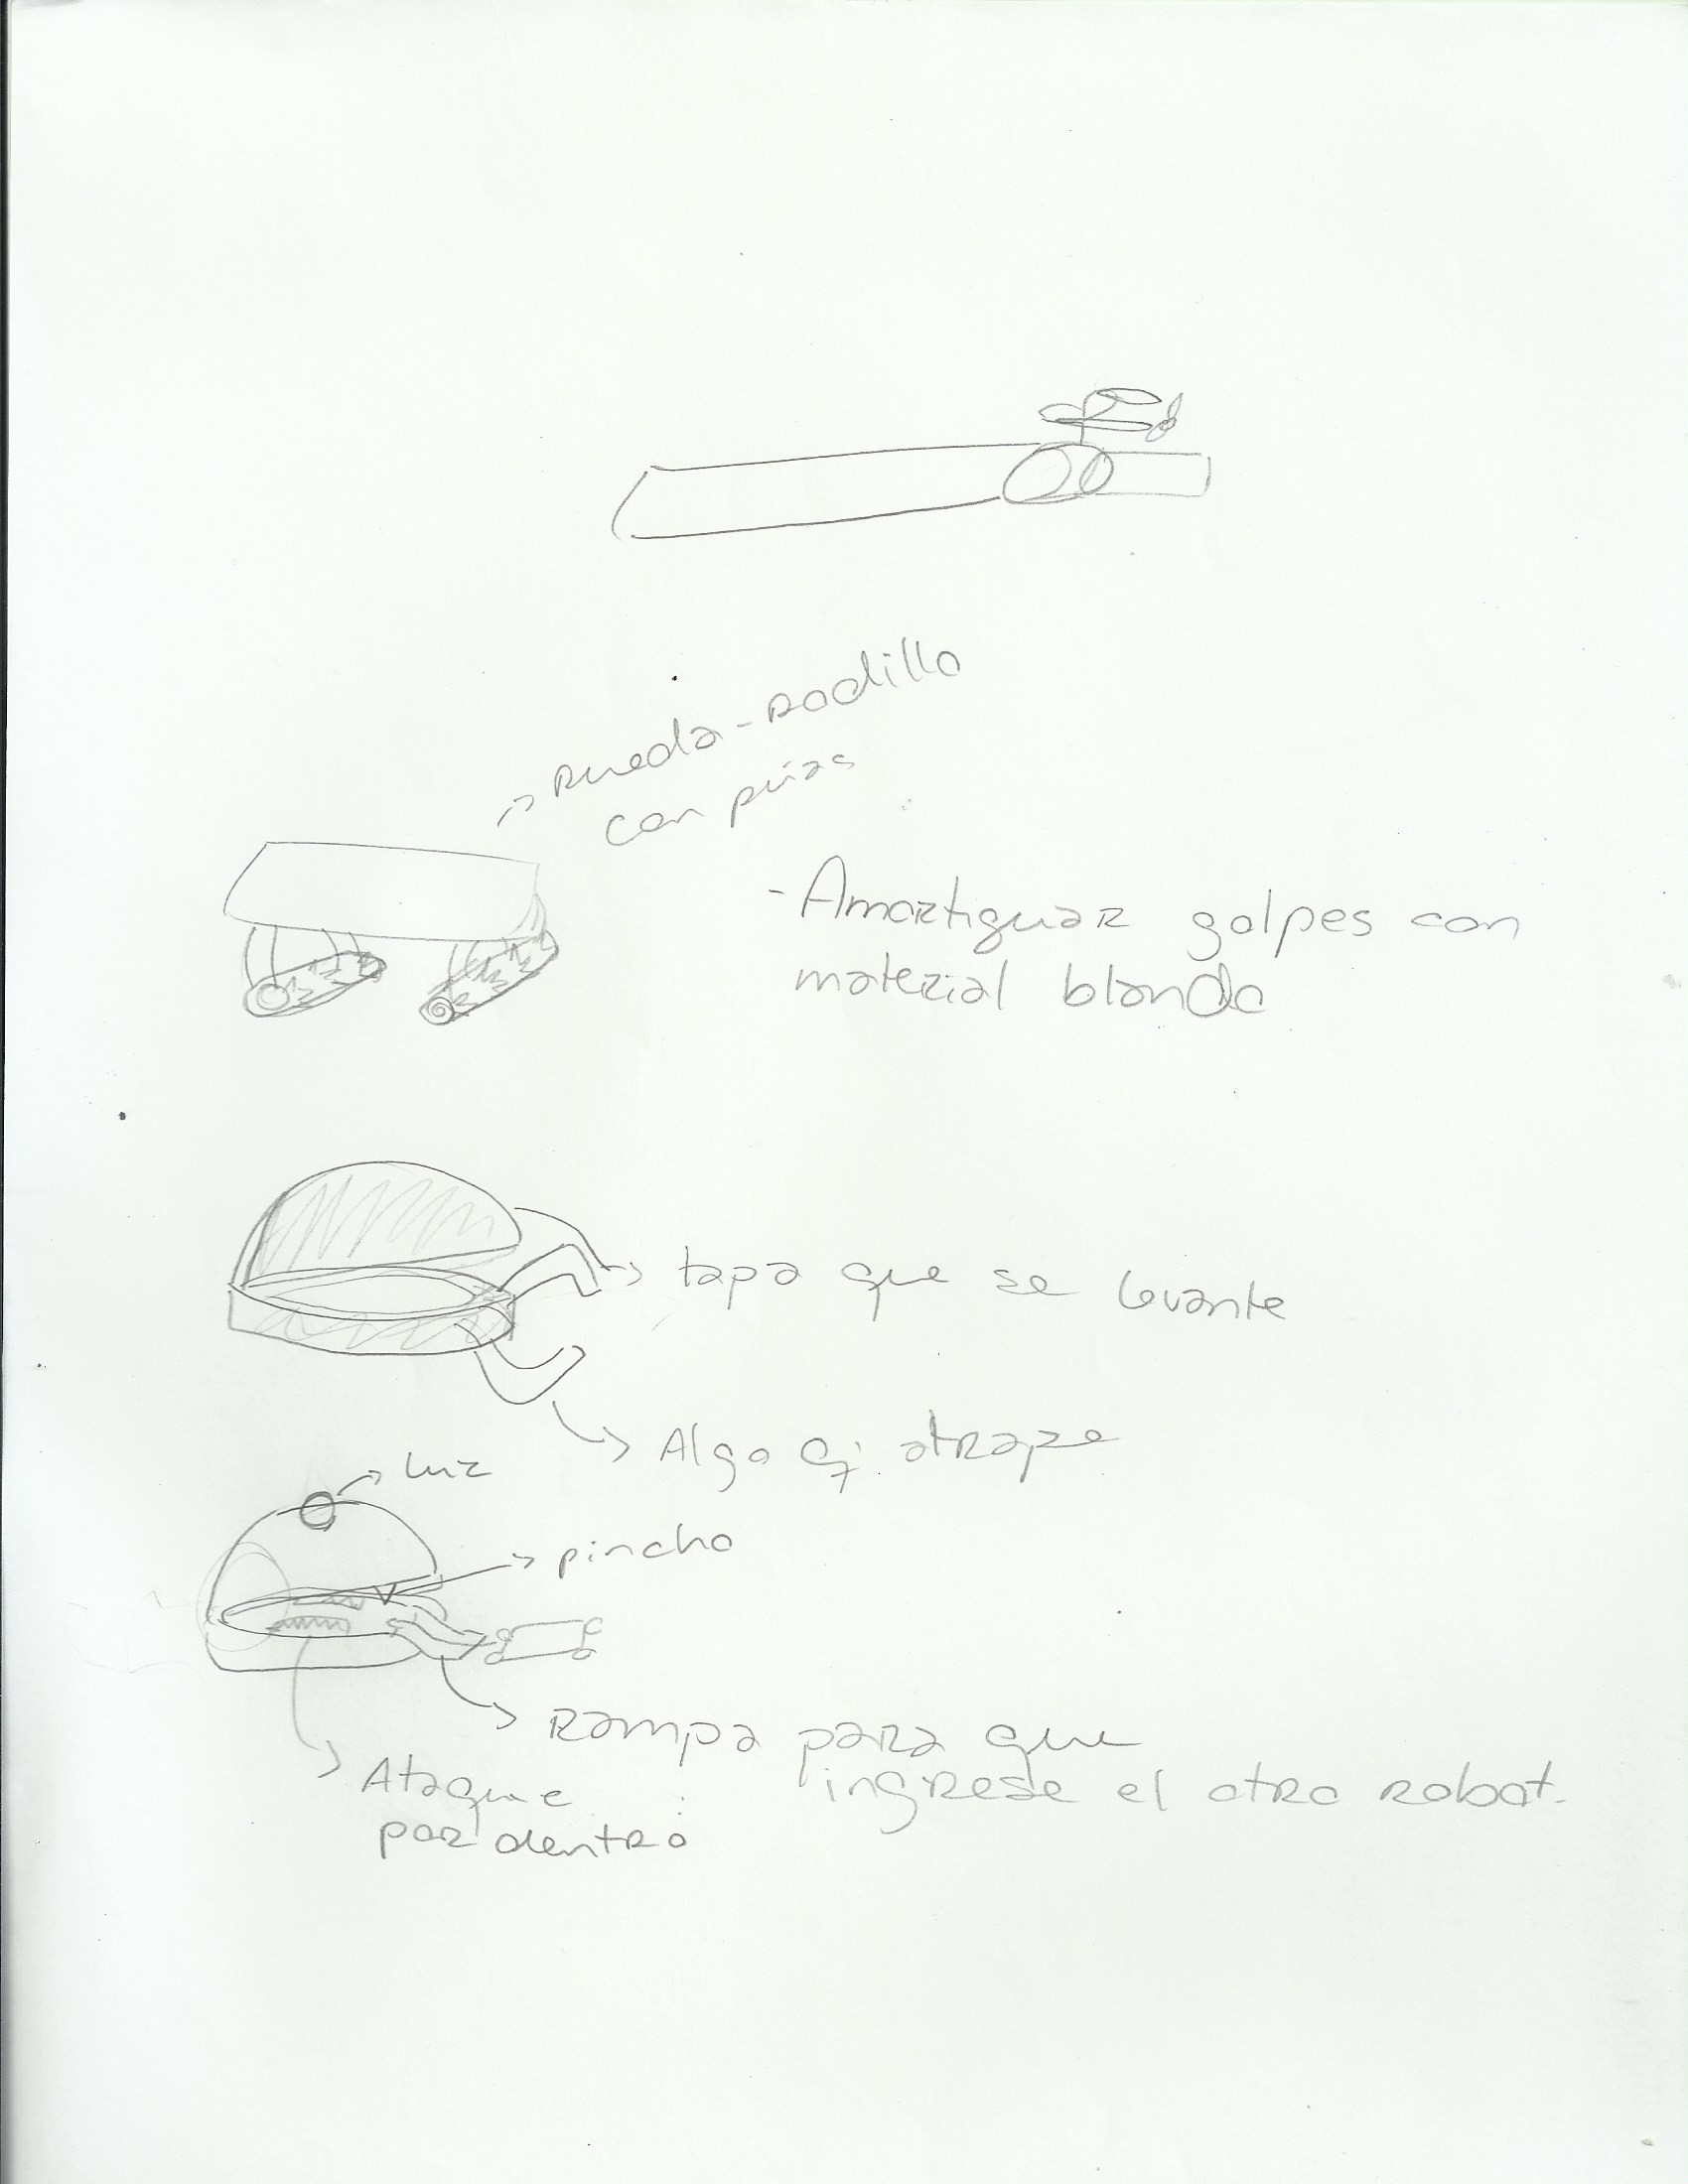 Rueda-Rodillo
con púas
- Amortiguar golpes con
material blando
tapa que se levante
Algo q; atrape
luz
pincho
Rampa para que
ingrese el otro robot.
Ataque
por dentro